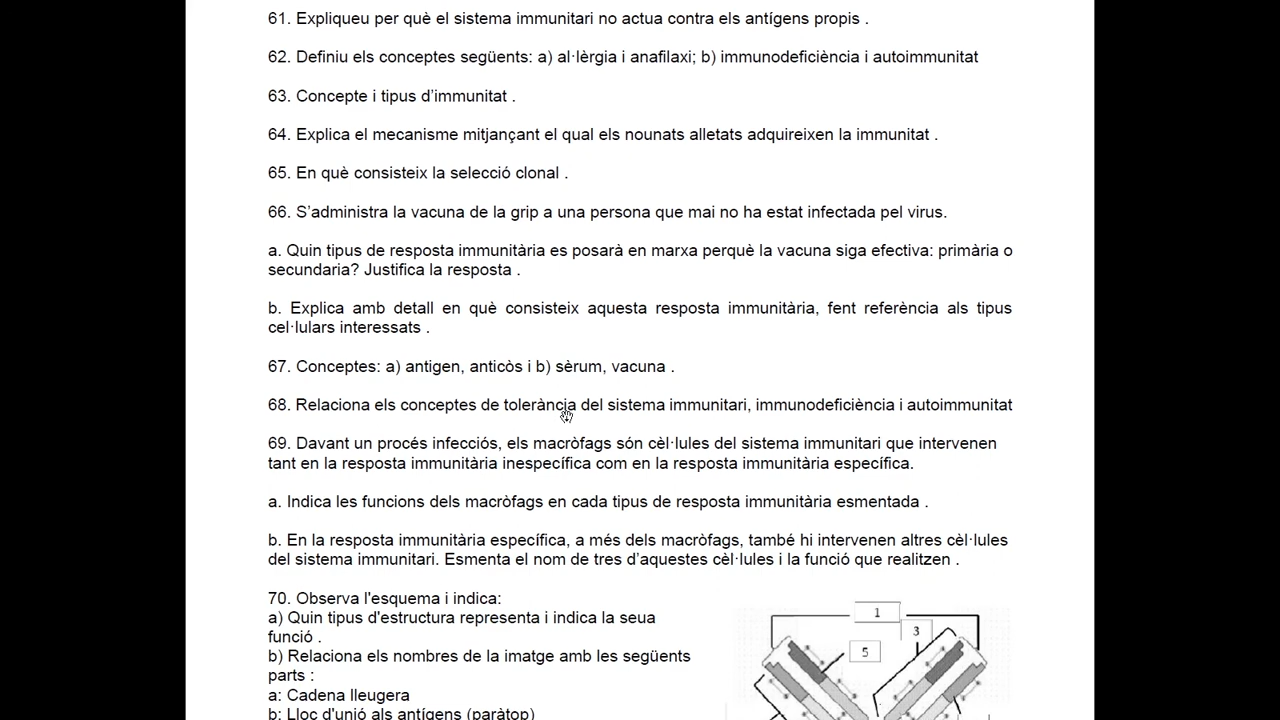 61. Expliqueu per què el sistema immunitari no actua contra els antígens propis .
62. Definiu els conceptes següents: a) al·lèrgia i anafilaxi; b) immunodeficiència i autoimmunitat
63. Concepte i tipus d’immunitat .
64. Explica el mecanisme mitjançant el qual els nounats alletats adquireixen la immunitat .
65. En què consisteix la selecció clonal .
66. S’administra la vacuna de la grip a una persona que mai no ha estat infectada pel virus.
a. Quin tipus de resposta immunitària es posarà en marxa perquè la vacuna siga efectiva: primària o
secundaria? Justifica la resposta .
b. Explica amb detall en què consisteix aquesta resposta immunitària, fent referència als tipus
cel·lulars interessats .
67. Conceptes: a) antigen, anticòs i b) sèrum, vacuna .
68. Relaciona els conceptes de tolerància del sistema immunitari, immunodeficiència i autoimmunitat
69. Davant un procés infecciós, els macròfags són cèl·lules del sistema immunitari que intervenen
tant en la resposta immunitària inespecífica com en la resposta immunitària específica.
a. Indica les funcions dels macròfags en cada tipus de resposta immunitària esmentada .
b. En la resposta immunitària específica, a més dels macròfags, també hi intervenen altres cèl·lules
del sistema immunitari. Esmenta el nom de tres d’aquestes cèl·lules i la funció que realitzen .
70. Observa l'esquema i indica:
a) Quin tipus d'estructura representa i indica la seua
funció .
b) Relaciona els nombres de la imatge amb les següents
parts :
a: Cadena lleugera
b: Lloc d'unió als antígens (paràtop)
1
3
5